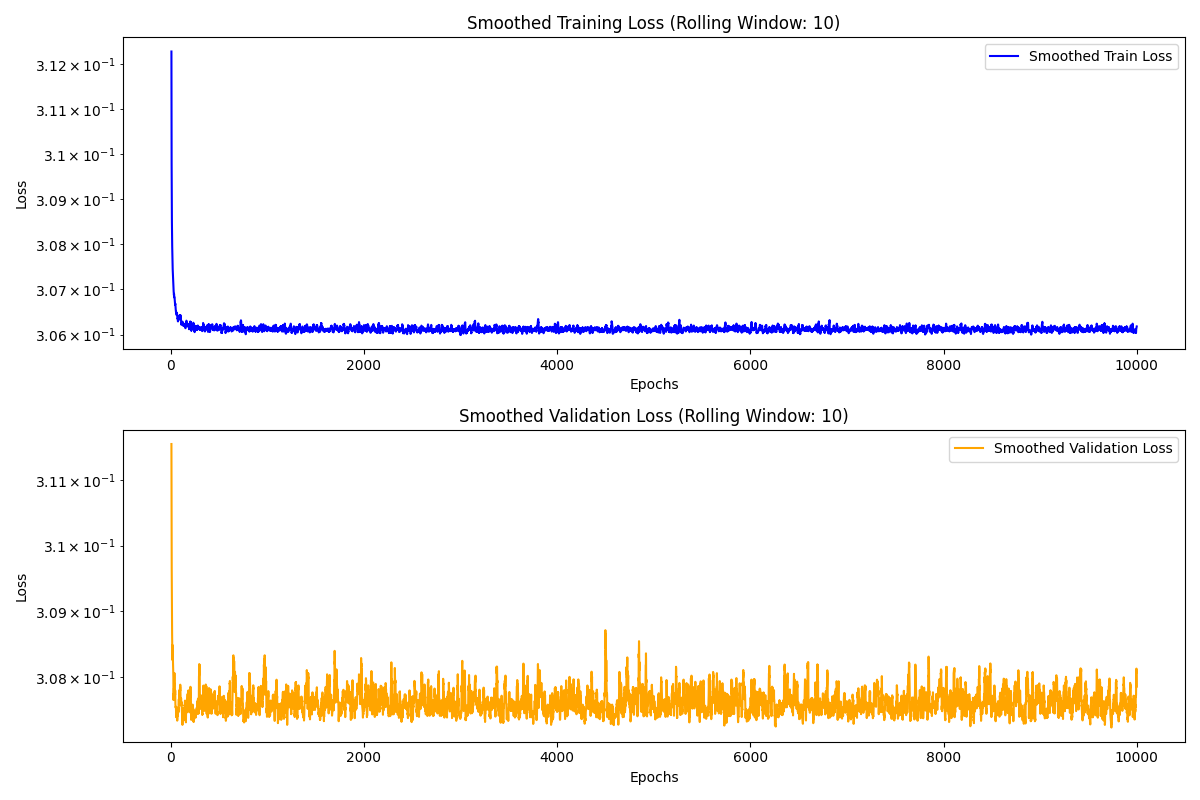 Smoothed Training Loss (Rolling Window: 10)
Smoothed Train Loss
3.12 × 10⁻¹
3.11 × 10⁻¹
3.1 × 10⁻¹
3.09 × 10⁻¹
3.08 × 10⁻¹
3.07 × 10⁻¹
3.06 × 10⁻¹
Loss
0 2000 4000 6000 8000 10000
Epochs
Smoothed Validation Loss (Rolling Window: 10)
Smoothed Validation Loss
3.11 × 10⁻¹
3.1 × 10⁻¹
3.09 × 10⁻¹
3.08 × 10⁻¹
Loss
0 2000 4000 6000 8000 10000
Epochs